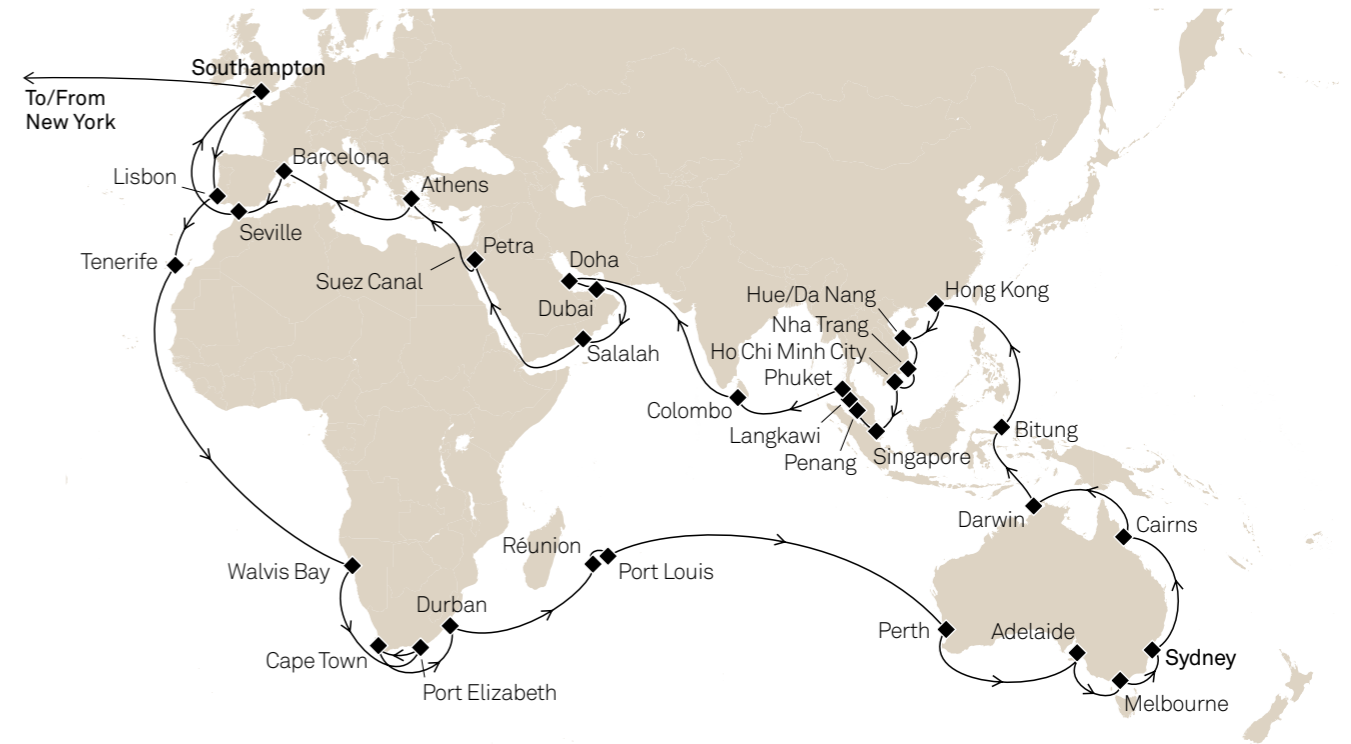 Southampton
To/From
New York
Barcelona
Lisbon
Athens
Seville
Petra
Tenerife
Suez Canal
Doha
Dubai
Hue/Da Nang
Hong Kong
Nha Trang
Salalah
Ho Chi Minh City
Phuket
Colombo
Langkawi
Bitung
Penang
Singapore
Darwin
Cairns
Réunion
Walvis Bay
Port Louis
Durban
Perth
Adelaide
Cape Town
Sydney
Port Elizabeth
Melbourne